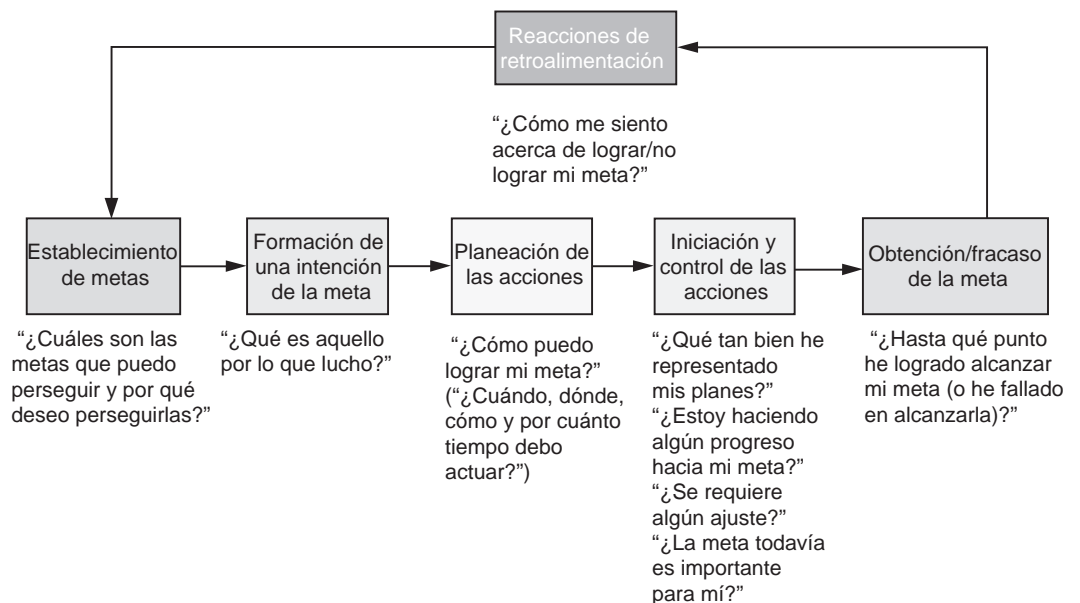 Reacciones de
retroalimentación
“¿Cómo me siento
acerca de lograr/no
lograr mi meta?”
Establecimiento
de metas
“¿Cuáles son las
metas que puedo
perseguir y por qué
deseo perseguirlas?”
Formación de
una intención
de la meta
“¿Qué es aquello
por lo que lucho?”
Planeación de
las acciones
“¿Cómo puedo
lograr mi meta?”
(“¿Cuándo, dónde,
cómo y por cuánto
tiempo debo
actuar?”)
Iniciación y
control de las
acciones
“¿Qué tan bien he
representado
mis planes?”
“¿Estoy haciendo
algún progreso
hacia mi meta?”
“¿Se requiere
algún ajuste?”
“¿La meta todavía
es importante
para mí?”
Obtención/fracaso
de la meta
“¿Hasta qué punto
he logrado alcanzar
mi meta (o he fallado
en alcanzarla)?”